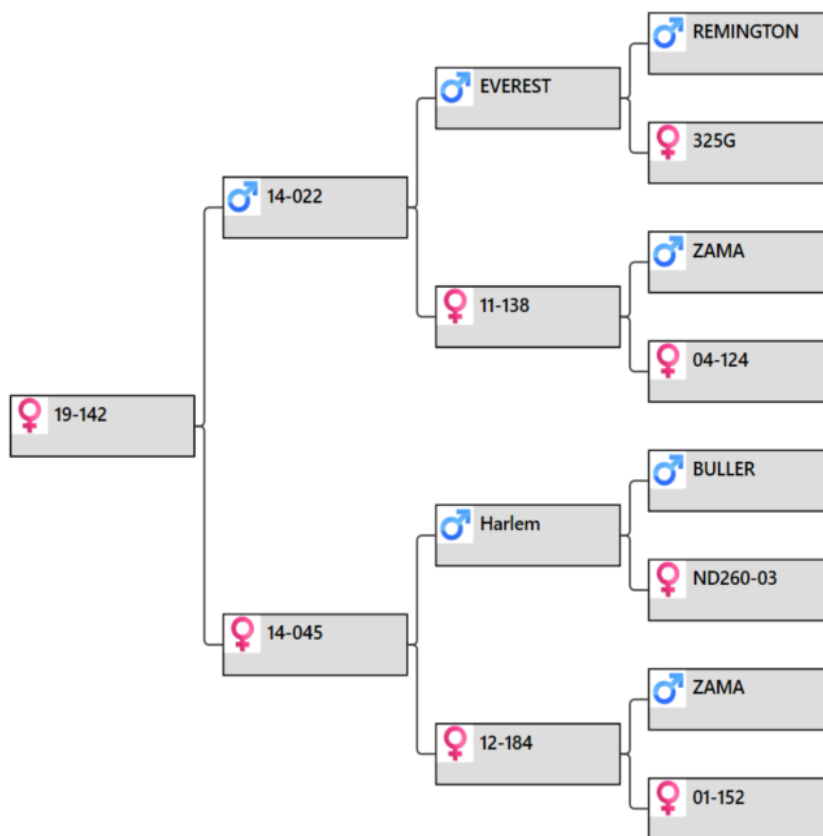 REMINGTON
EVEREST
325G
14-022
ZAMA
11-138
04-124
19-142
BULLER
Harlem
ND260-03
14-045
ZAMA
12-184
01-152